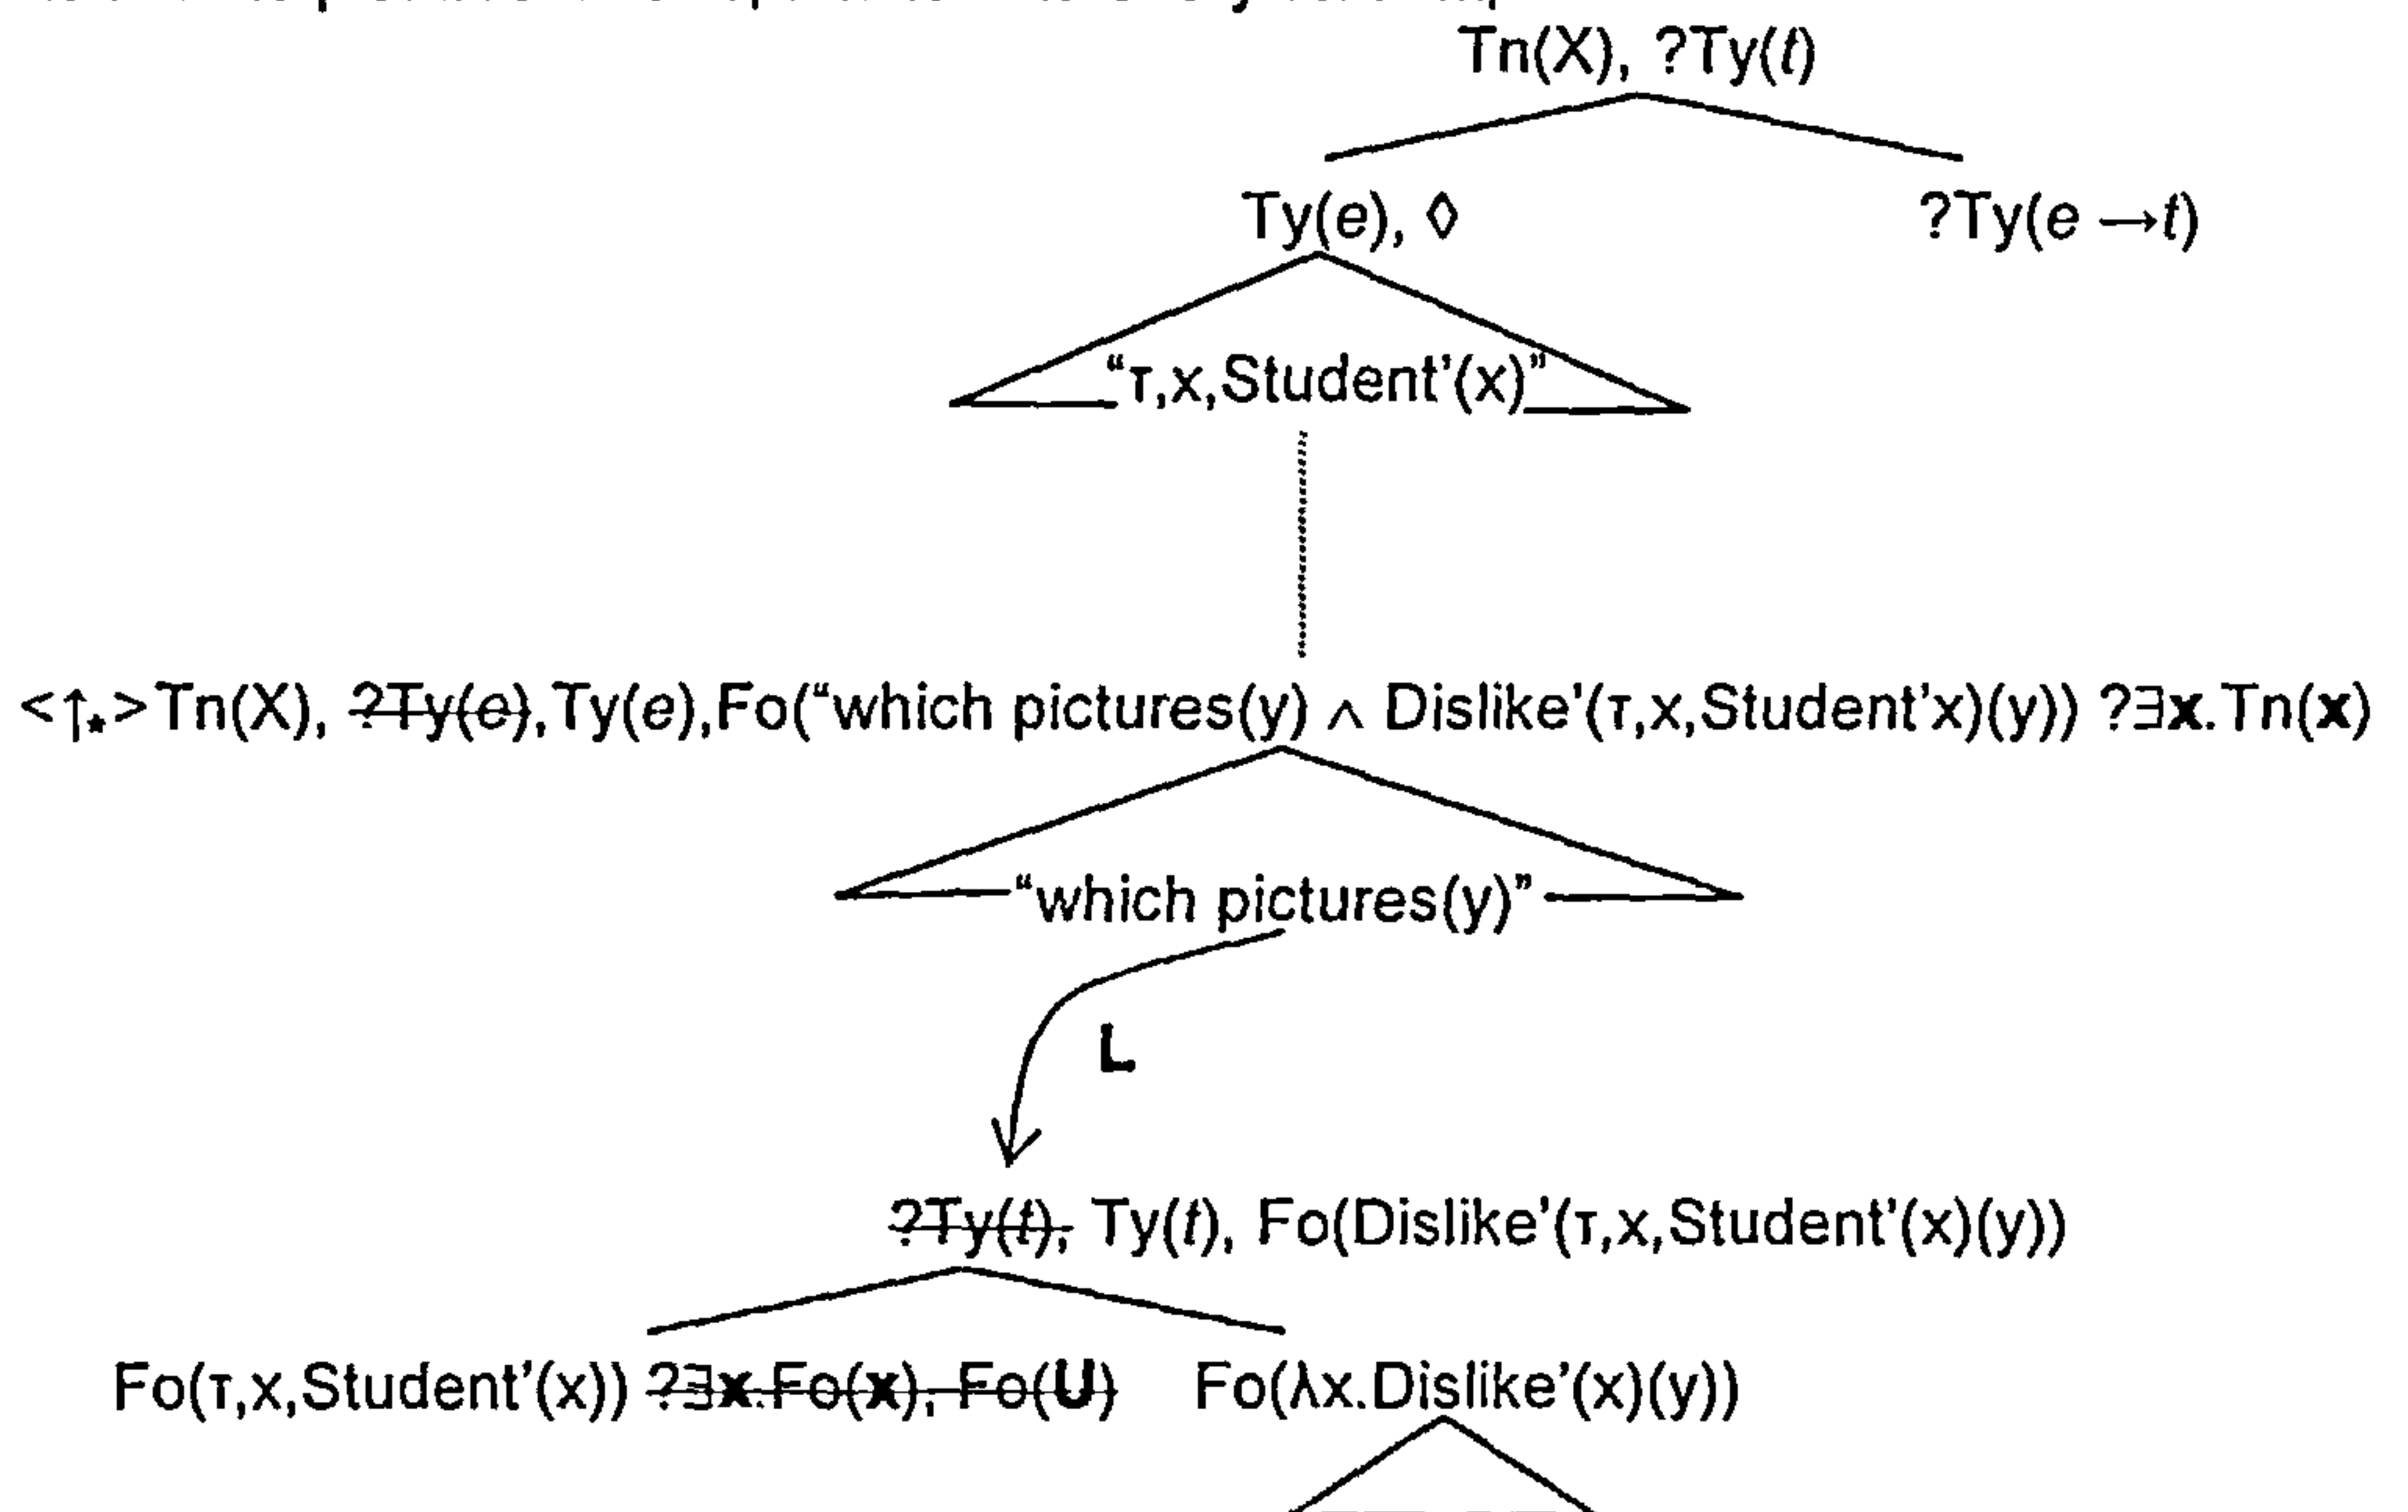 Tn(X), ?Ty(t)
Ty(e), ◊ ?Ty(e →t)
“τ,x,Student’(x)”
<↑*>Tn(X), ?Ty(e),Ty(e),Fo(“which pictures(y) ∧ Dislike’(τ,x,Student’x)(y)) ?∃x.Tn(x)
“which pictures(y)”
L
?Ty(t), Ty(t), Fo(Dislike’(τ,x,Student’(x)(y))
Fo(τ,x,Student’(x)) ?∃x.Fo(x), Fo(U) Fo(λx.Dislike’(x)(y))